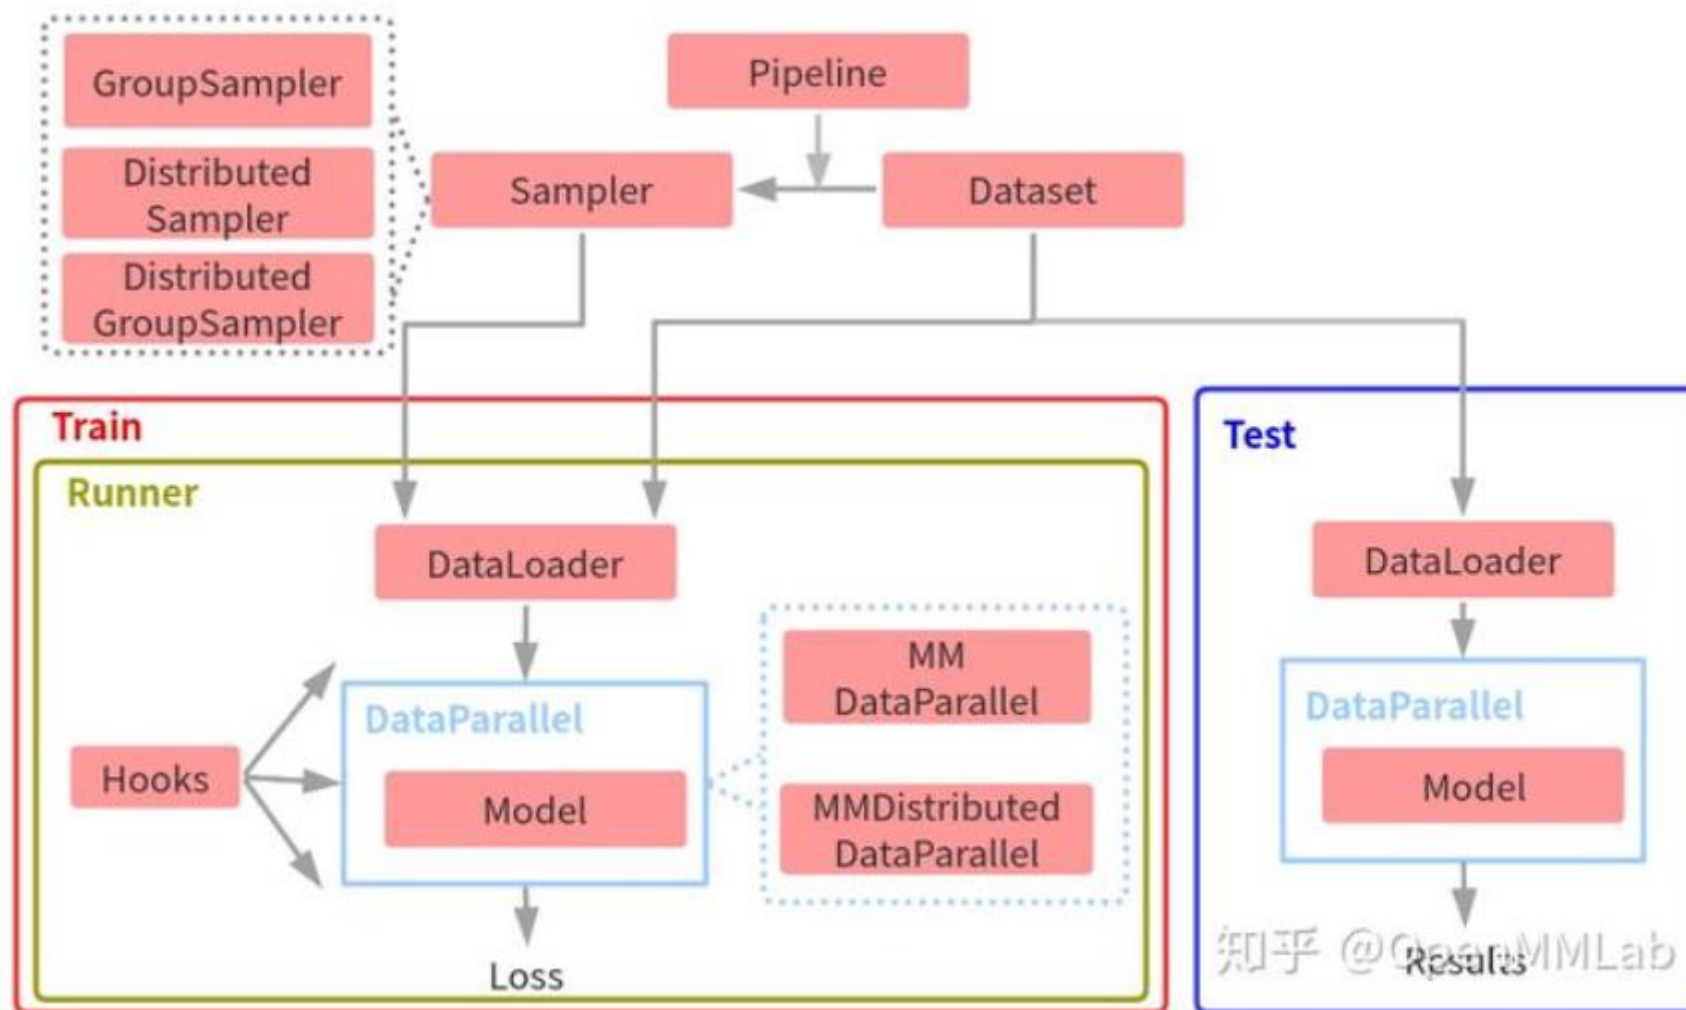 GroupSampler
Distributed
Sampler
Distributed
GroupSampler
Pipeline
Sampler
Dataset
Train
Runner
DataLoader
Hooks
DataParallel
Model
MM
DataParallel
MMDistributed
DataParallel
Loss
Test
DataLoader
DataParallel
Model
Results
知乎 @OpenMMLab